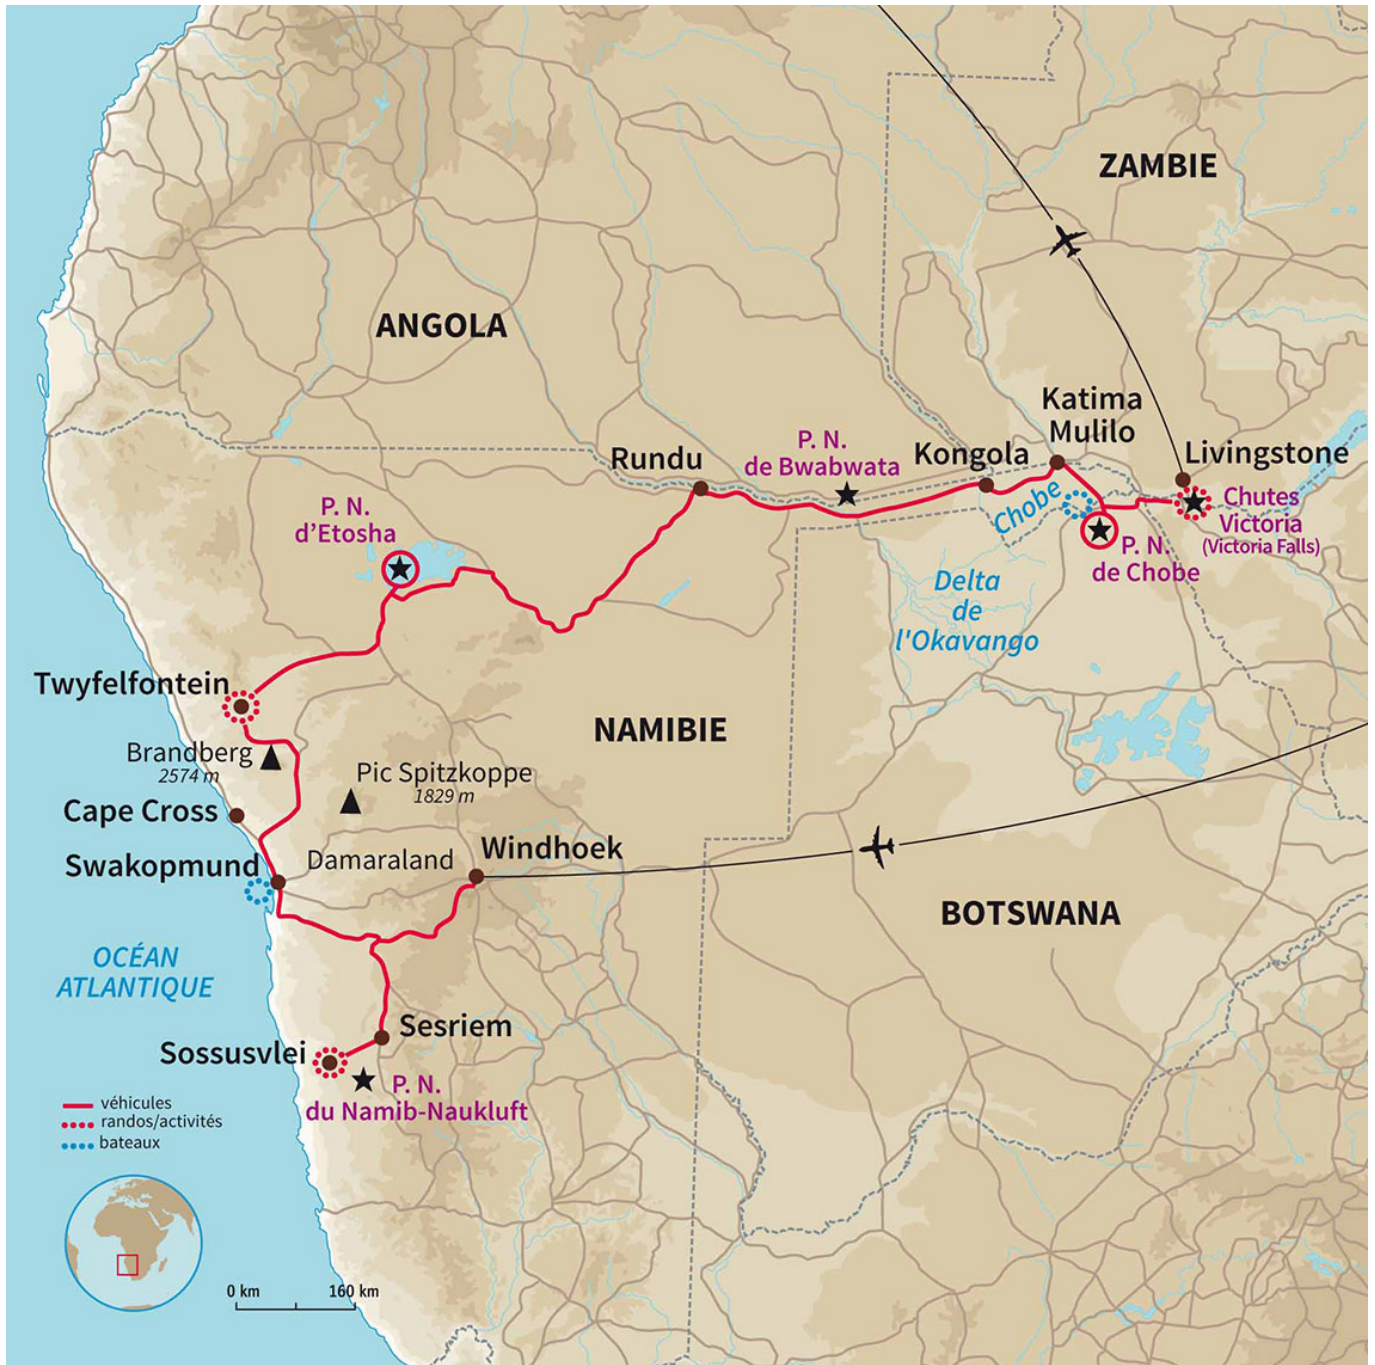 ZAMBIE
ANGOLA
Katima
Mulilo
P. N.
de Bwabwata
Rundu
Kongola
Livingstone
Chobe
Chutes
Victoria
(Victoria Falls)
P. N.
d’Etosha
P. N.
de Chobe
Delta
de
l'Okavango
Twyfelfontein
NAMIBIE
Brandberg
2574 m
Pic Spitzkoppe
1829 m
Cape Cross
Swakopmund
Damaraland
Windhoek
BOTSWANA
OCÉAN
ATLANTIQUE
Sesriem
Sossusvlei
P. N.
du Namib-Naukluft
véhicules
randos/activités
bateaux
0 km
160 km